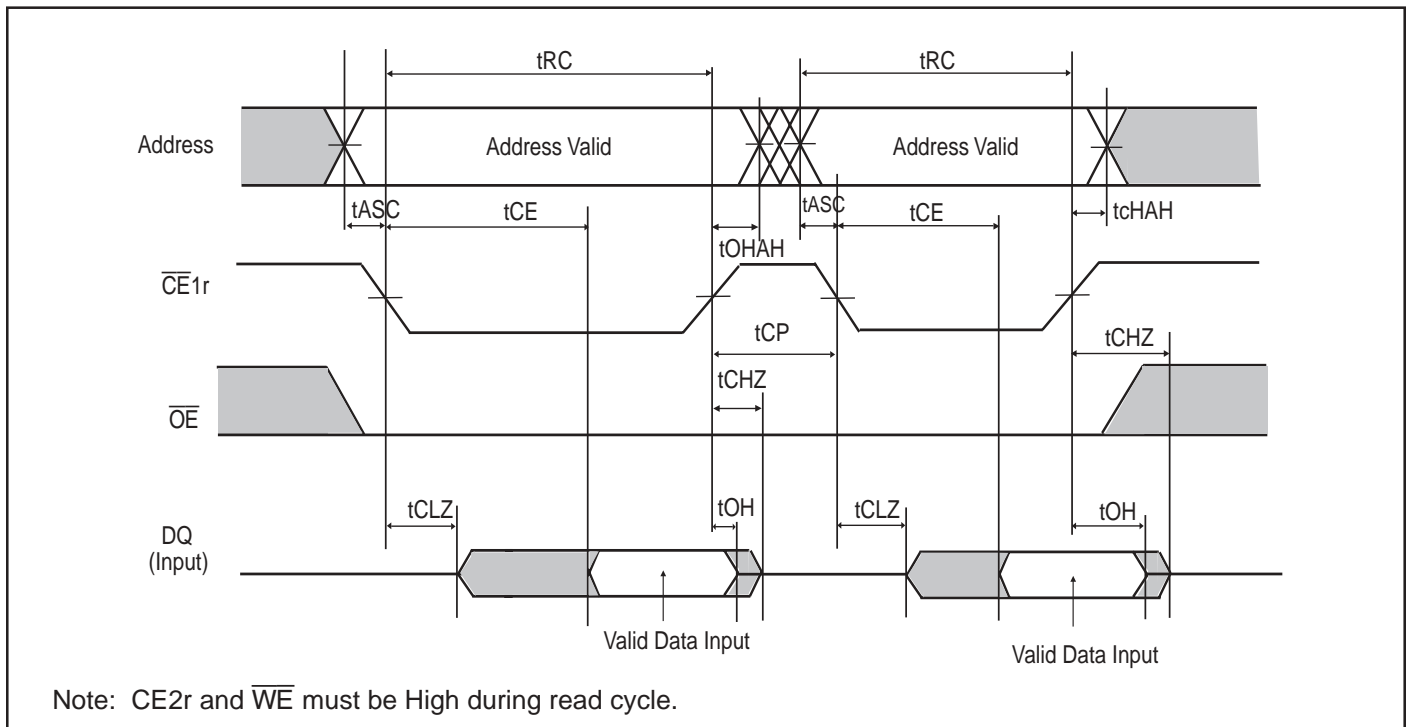 tRC tRC
Address Address Valid Address Valid
tASC tCE tASC tCE tcHAH
tOHAH
CE1r
tCP tCHZ
tCHZ
OE
tCLZ tOH tCLZ tOH
DQ
(Input)
Valid Data Input Valid Data Input
Note: CE2r and WE must be High during read cycle.